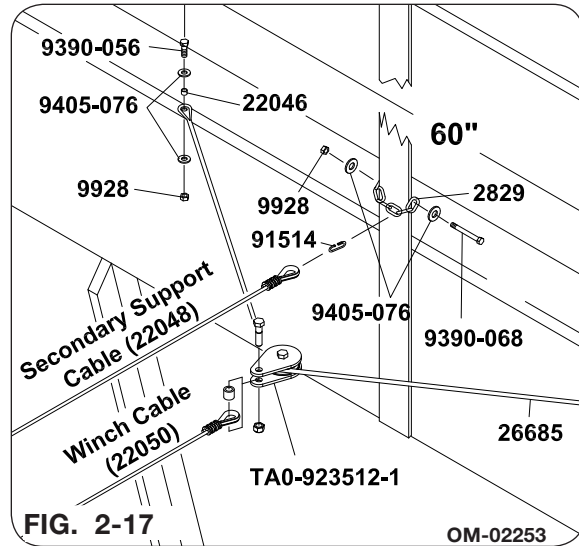 9390-056
9405-076
22046
60"
9928
9928
2829
91514
9405-076
9390-068
Secondary Support
Cable (22048)
Winch Cable
(22050)
26685
TA0-923512-1
FIG. 2-17
OM-02253